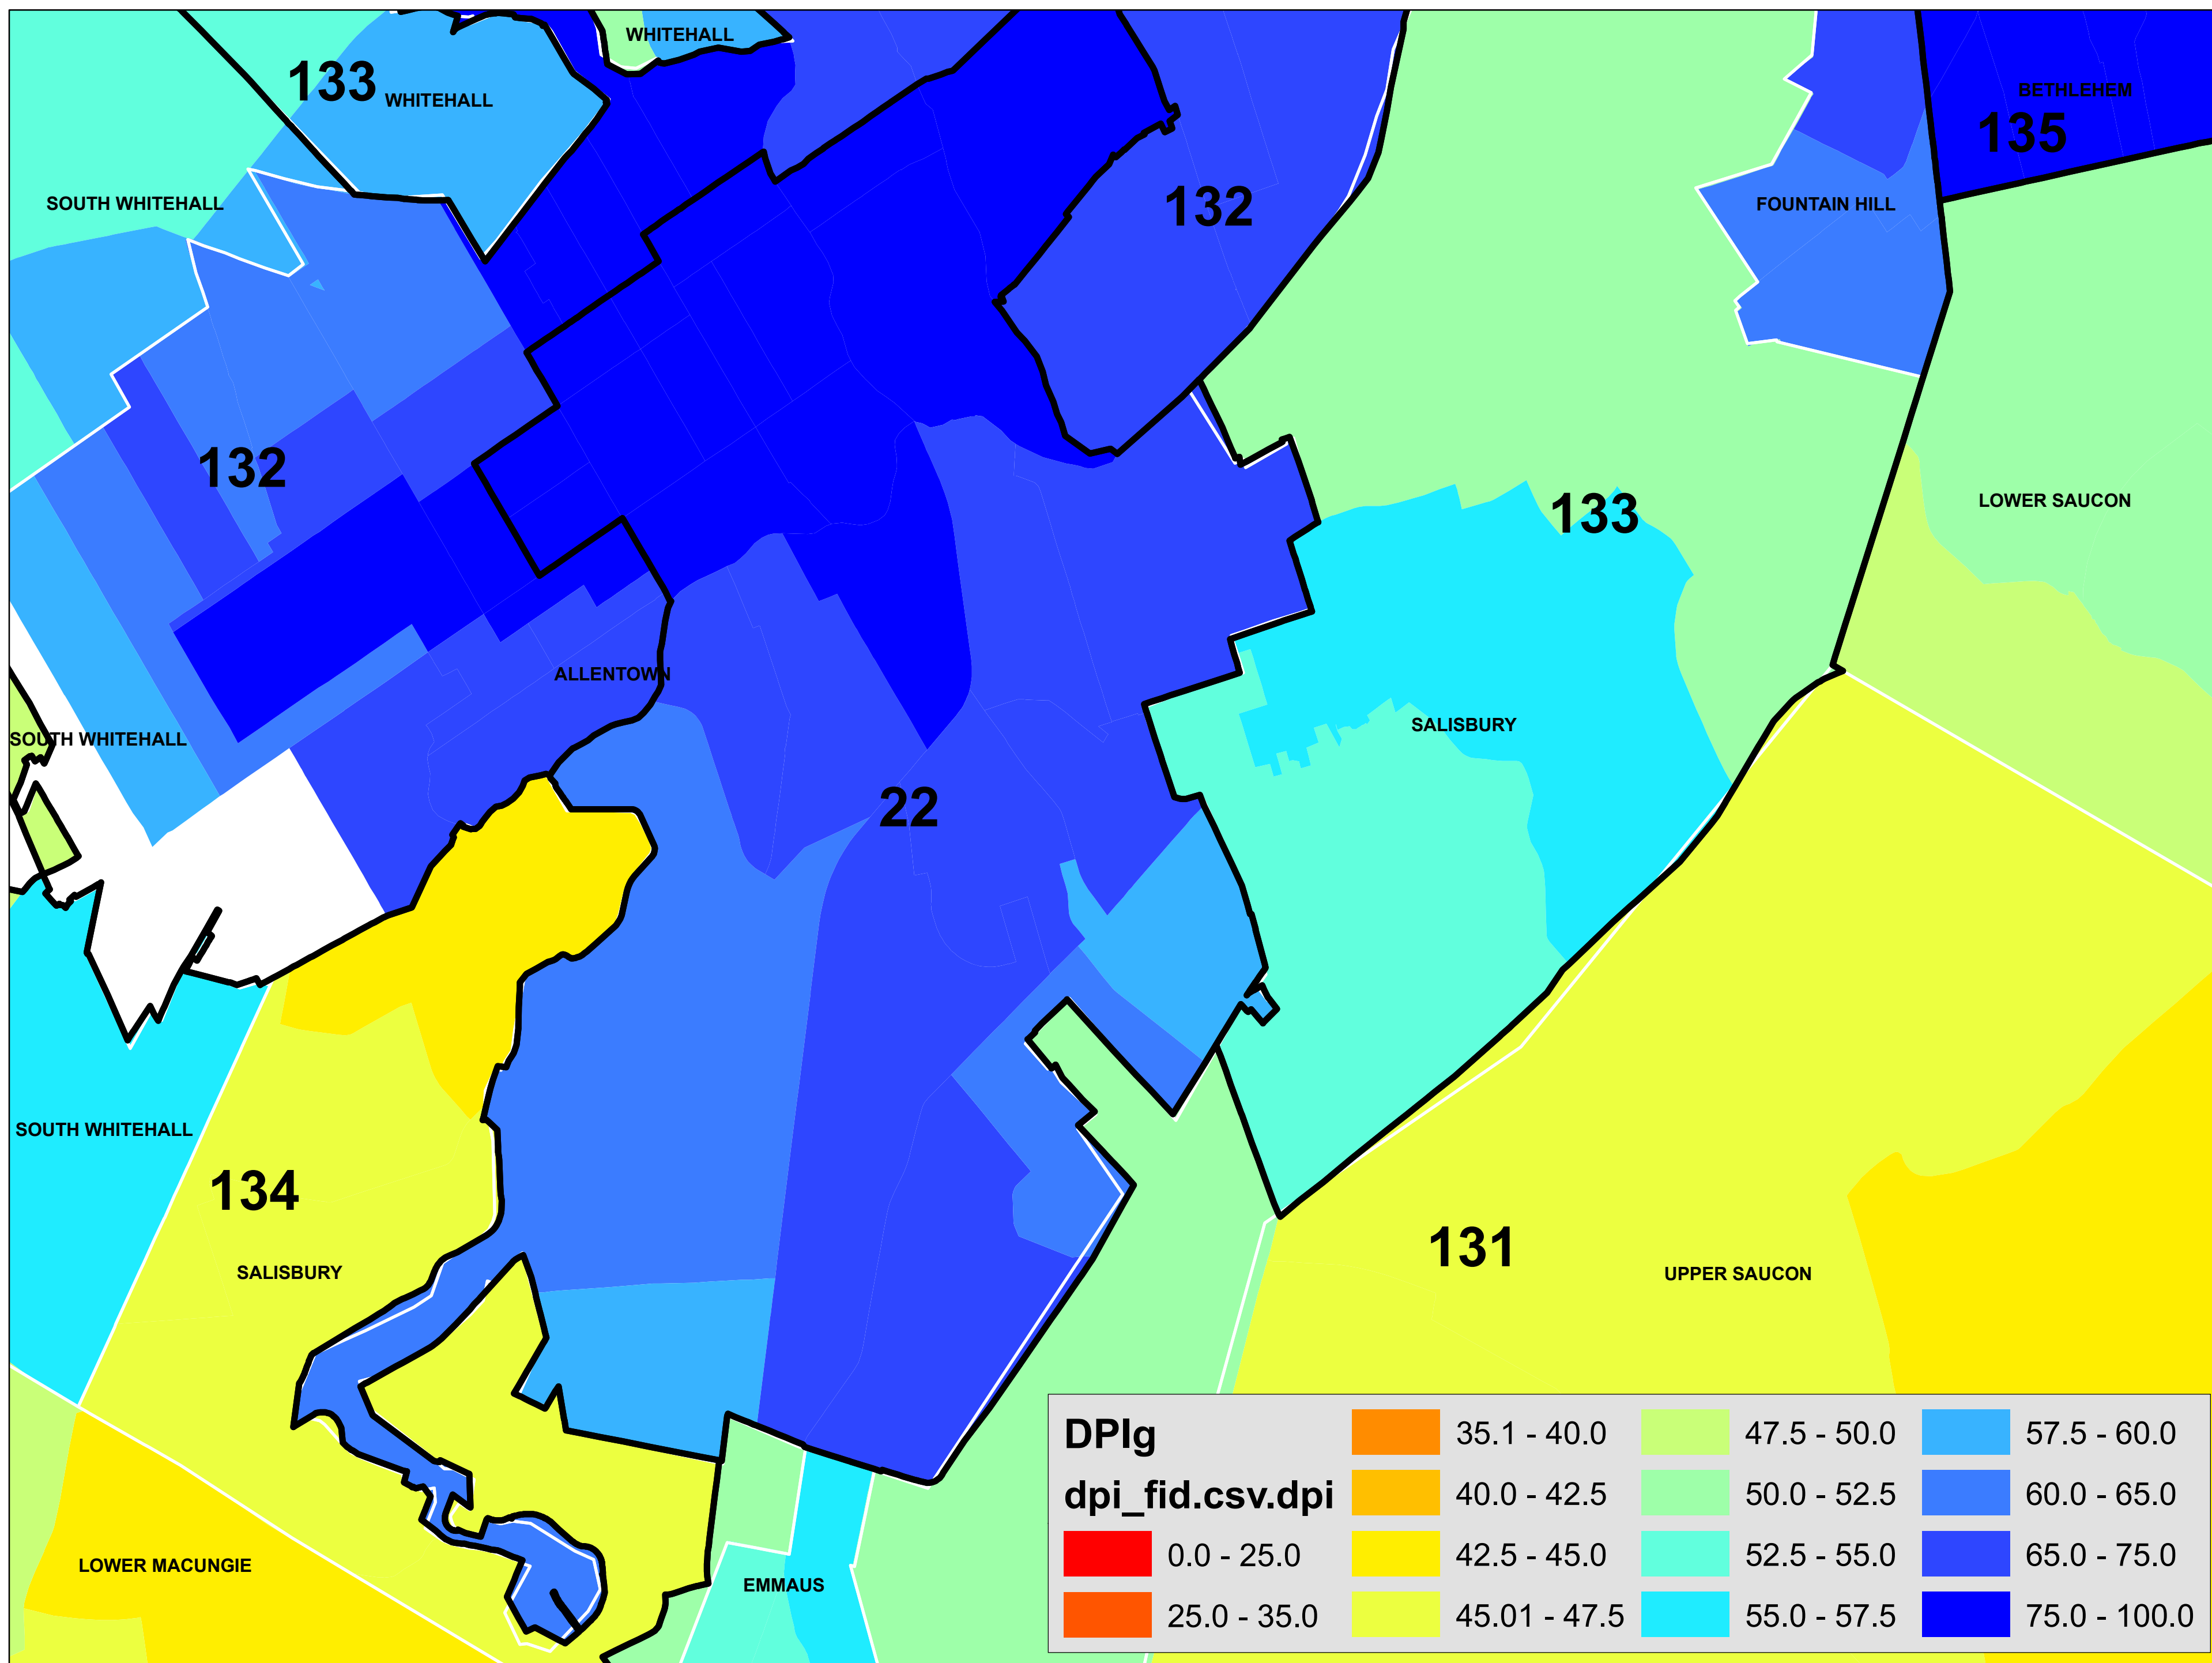 WHITEHALL
133
WHITEHALL
BETHLEHEM
135
SOUTH WHITEHALL
132
FOUNTAIN HILL
132
133
LOWER SAUCON
ALLENTOWN
SALISBURY
SOUTH WHITEHALL
22
SOUTH WHITEHALL
134
SALISBURY
131
UPPER SAUCON
LOWER MACUNGIE
EMMAUS
DPIg
dpi_fid.csv.dpi
0.0 - 25.0
25.0 - 35.0
35.1 - 40.0
40.0 - 42.5
42.5 - 45.0
45.01 - 47.5
47.5 - 50.0
50.0 - 52.5
52.5 - 55.0
55.0 - 57.5
57.5 - 60.0
60.0 - 65.0
65.0 - 75.0
75.0 - 100.0